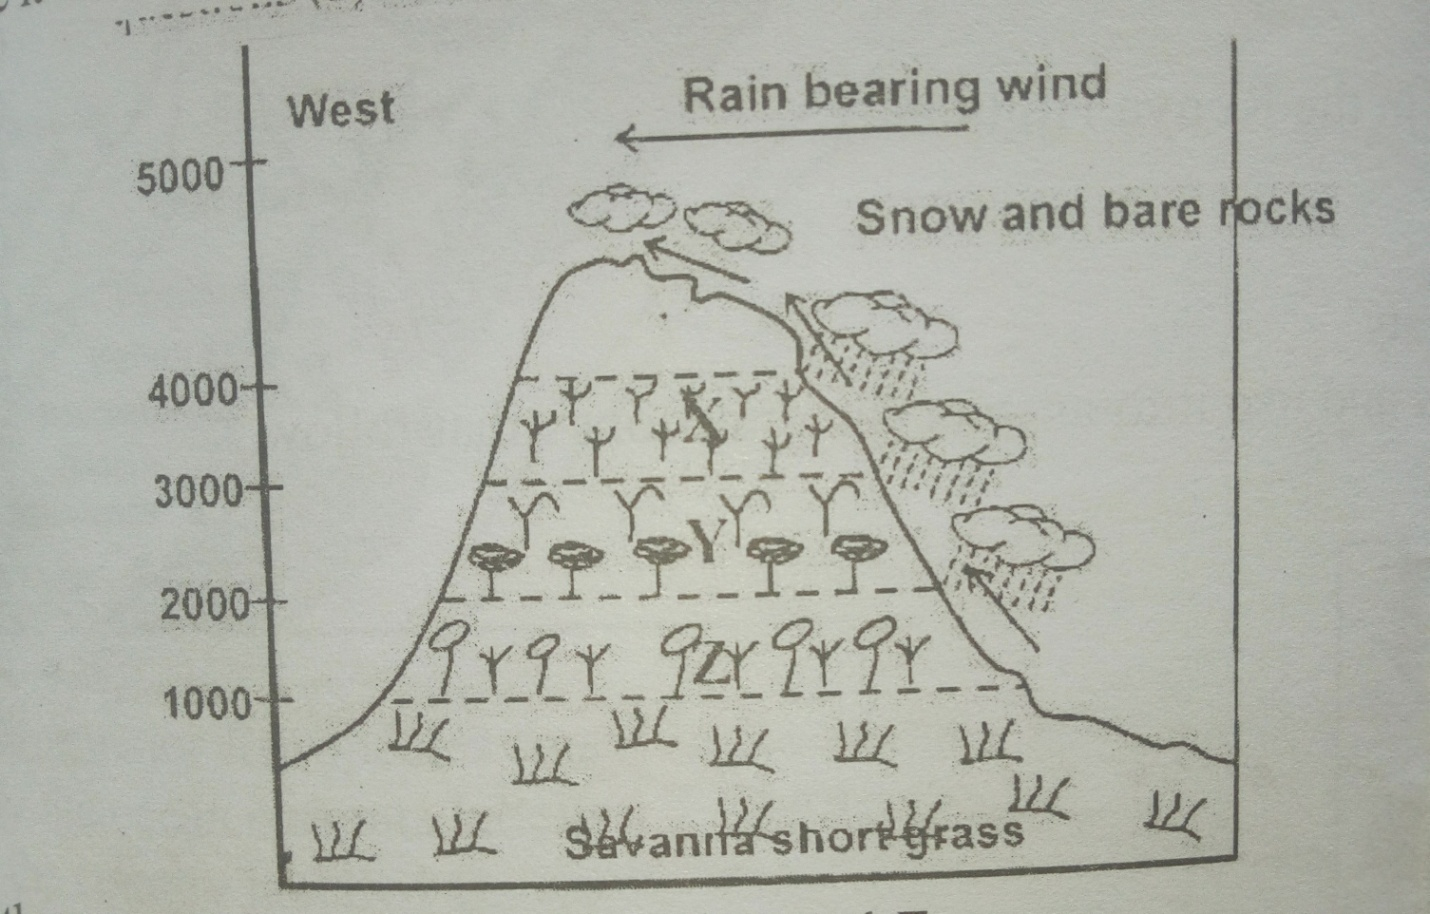 West
Rain bearing wind
5000
Snow and bare rocks
4000
X
3000
Y
2000
Z
1000
Savanna short grass